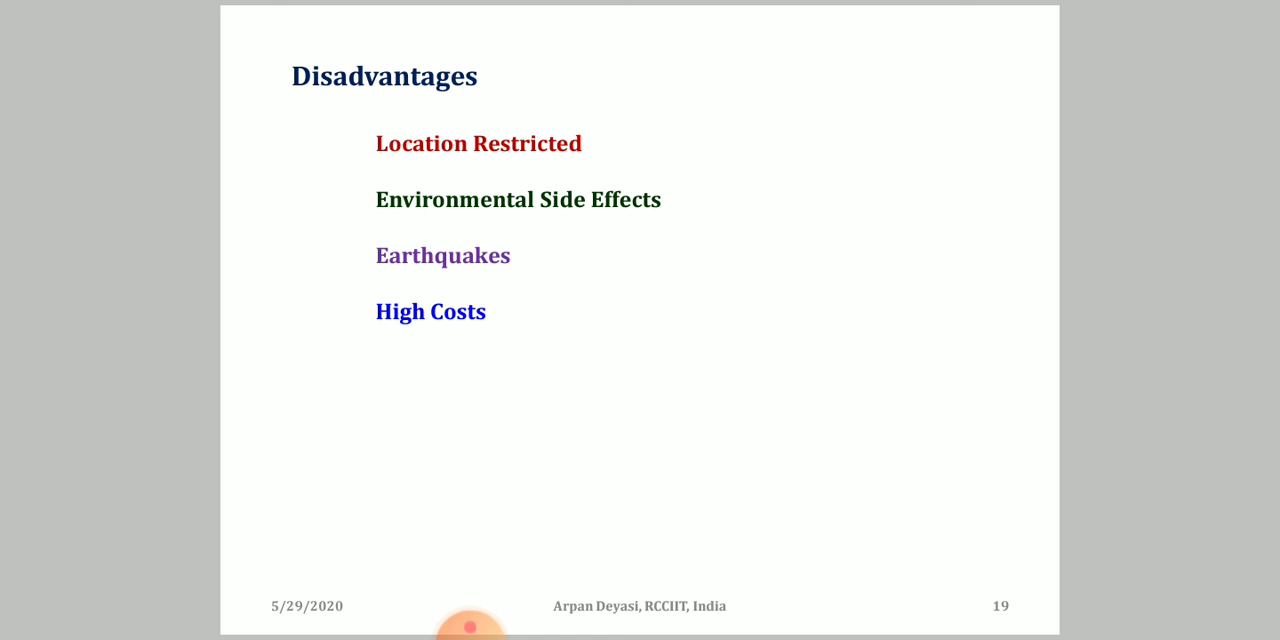 Disadvantages
Location Restricted
Environmental Side Effects
Earthquakes
High Costs
5/29/2020 Arpan Deyasi, RCCIIT, India 19